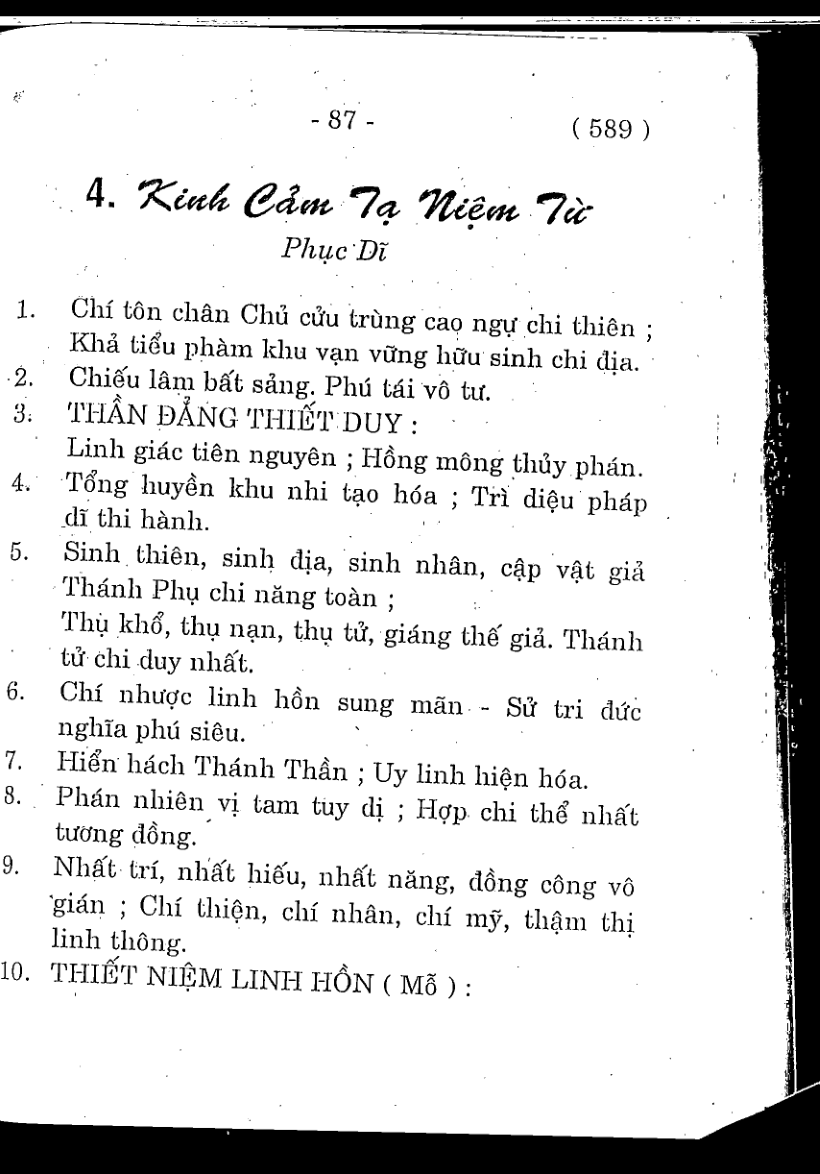 - 87 - ( 589 )
4. Kinh Cảm Tạ Niệm Từ
Phục Dĩ
1. Chí tôn chân Chủ cửu trùng cao ngự chi thiên ;
Khả tiểu phàm khu vạn vững hữu sinh chi địa.
2. Chiếu lâm bất sảng. Phú tái vô tư.
3. THẦN ĐẲNG THIẾT DUY :
Linh giác tiên nguyên ; Hồng mông thủy phán.
4. Tổng huyền khu nhi tạo hóa ; Trì diệu pháp
dĩ thi hành.
5. Sinh thiên, sinh địa, sinh nhân, cập vật giả
Thánh Phụ chi năng toàn ;
Thụ khổ, thụ nạn, thụ tử, giáng thế giả. Thánh
tử chi duy nhất.
6. Chí nhược linh hồn sung mãn - Sử tri đức
nghĩa phú siêu.
7. Hiển hách Thánh Thần ; Uy linh hiện hóa.
8. Phán nhiên vị tam tuy dị ; Hợp chi thể nhất
tương đồng.
9. Nhất trí, nhất hiếu, nhất năng, đồng công vô
gián ; Chí thiện, chí nhân, chí mỹ, thậm thị
linh thông.
10. THIẾT NIỆM LINH HỒN ( Mỗ ) :